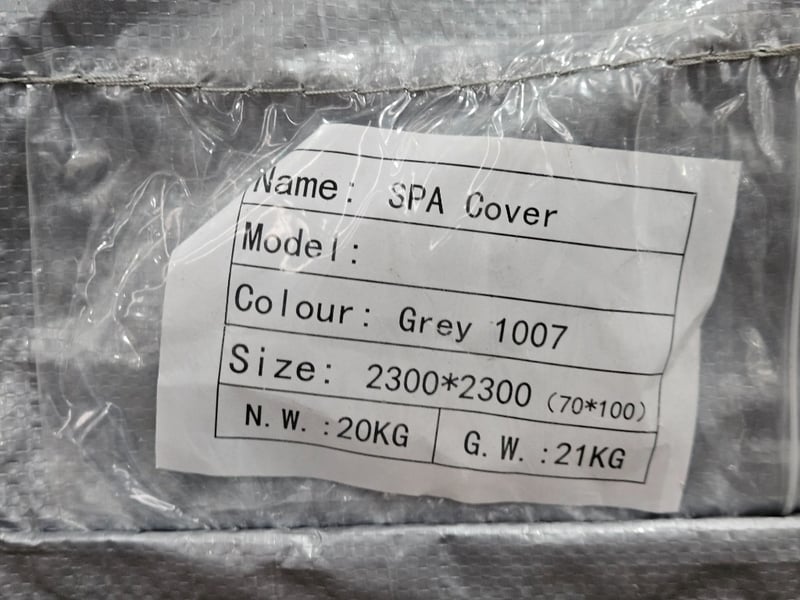 Name: SPA Cover
Model:
Colour: Grey 1007
Size: 2300*2300 (70*100)
N.W.:20KG G.W.:21KG